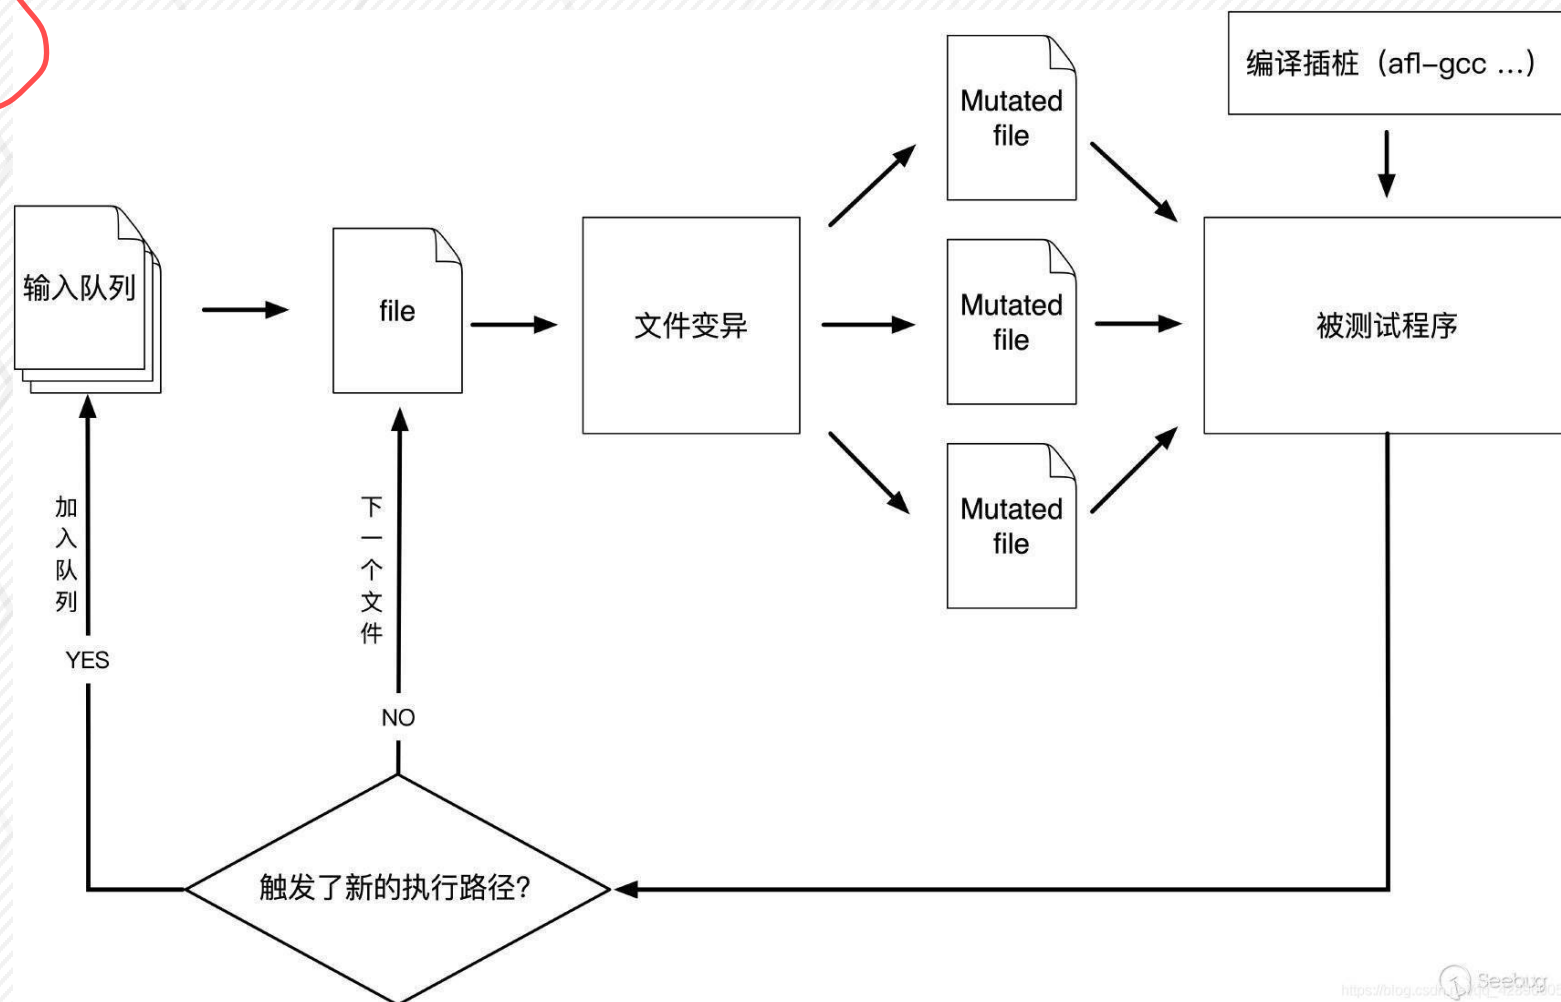 编译插桩（afl-gcc ...）
Mutated
file
输入队列
file
文件变异
Mutated
file
被测试程序
Mutated
file
加入队列
YES
下一个文件
NO
触发了新的执行路径?
Seebug